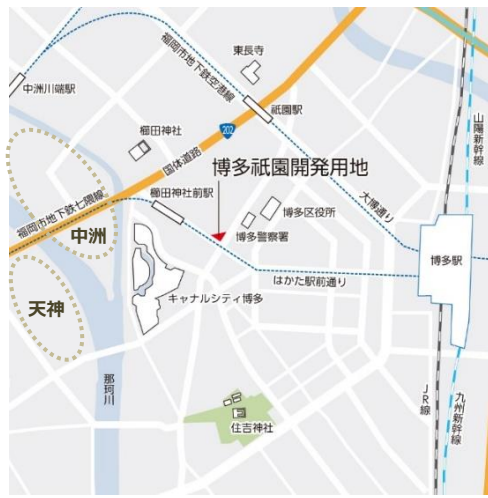 東長寺
福岡市地下鉄空港線
中洲川端駅
祇園駅
山陽新幹線
櫛田神社
202
国体道路
博多祇園開発用地
大博通り
福岡市地下鉄七隈線
櫛田神社前駅
博多区役所
中洲
博多警察署
博多駅
はかた駅前通り
キャナルシティ博多
天神
那珂川
JR線
九州新幹線
住吉神社